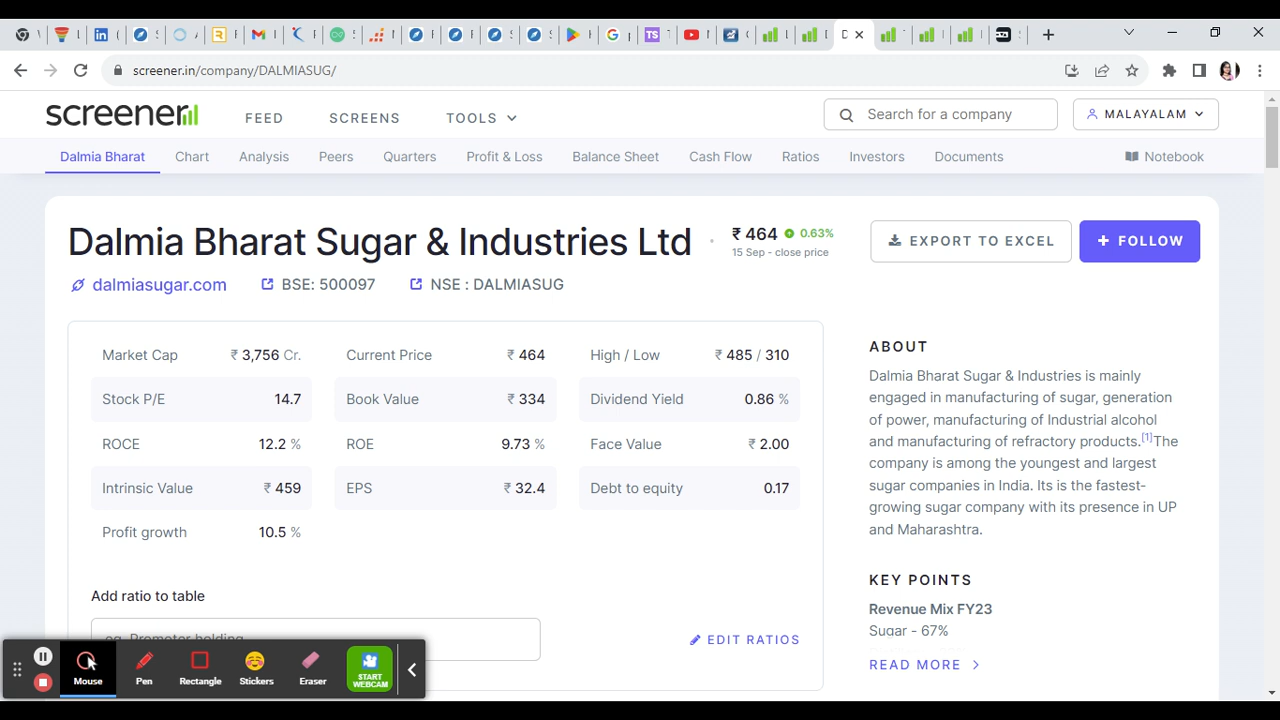 screener.in/company/DALMIASUG/
screener
FEED SCREENS TOOLS
Search for a company
MALAYALAM
Dalmia Bharat Chart Analysis Peers Quarters Profit & Loss Balance Sheet Cash Flow Ratios Investors Documents Notebook
Dalmia Bharat Sugar & Industries Ltd
₹ 464 0.63%
15 Sep - close price
EXPORT TO EXCEL
+ FOLLOW
dalmiasugar.com BSE: 500097 NSE : DALMIASUG
Market Cap ₹ 3,756 Cr. Current Price ₹ 464 High / Low ₹ 485 / 310
Stock P/E 14.7 Book Value ₹ 334 Dividend Yield 0.86 %
ROCE 12.2 % ROE 9.73 % Face Value ₹ 2.00
Intrinsic Value ₹ 459 EPS ₹ 32.4 Debt to equity 0.17
Profit growth 10.5 %
Add ratio to table
EDIT RATIOS
ABOUT
Dalmia Bharat Sugar & Industries is mainly
engaged in manufacturing of sugar, generation
of power, manufacturing of Industrial alcohol
and manufacturing of refractory products.[1]The
company is among the youngest and largest
sugar companies in India. Its is the fastest-
growing sugar company with its presence in UP
and Maharashtra.
KEY POINTS
Revenue Mix FY23
Sugar - 67%
READ MORE
Mouse Pen Rectangle Stickers Eraser START
WEBCAM